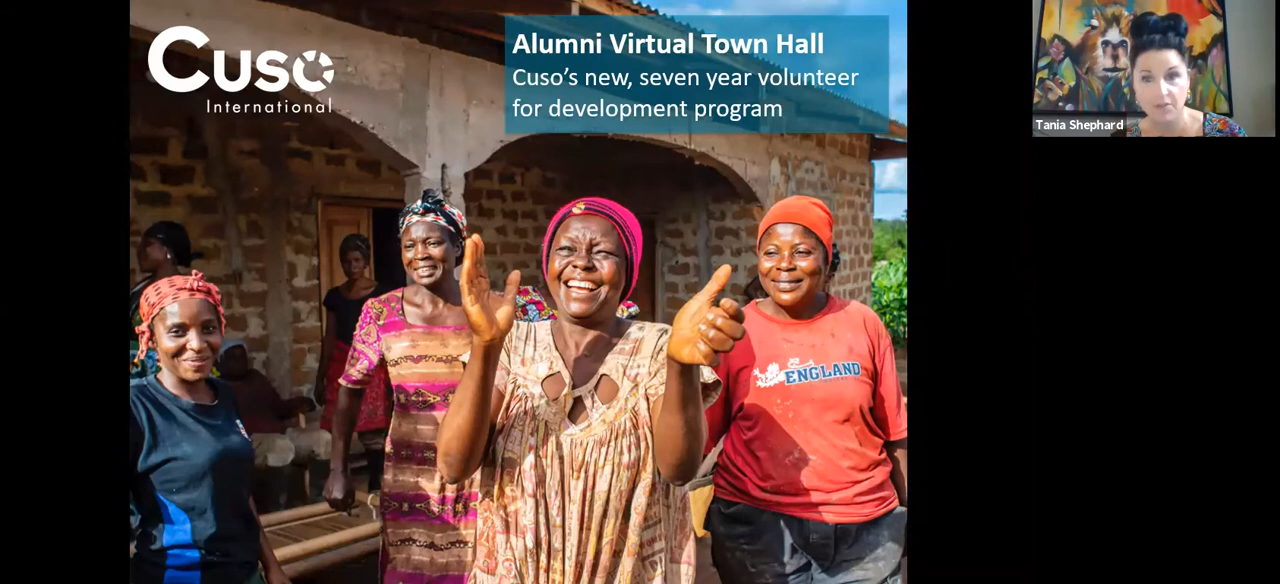 Cuso
International
Alumni Virtual Town Hall
Cuso's new, seven year volunteer
for development program
Tania Shephard
ENGLAND